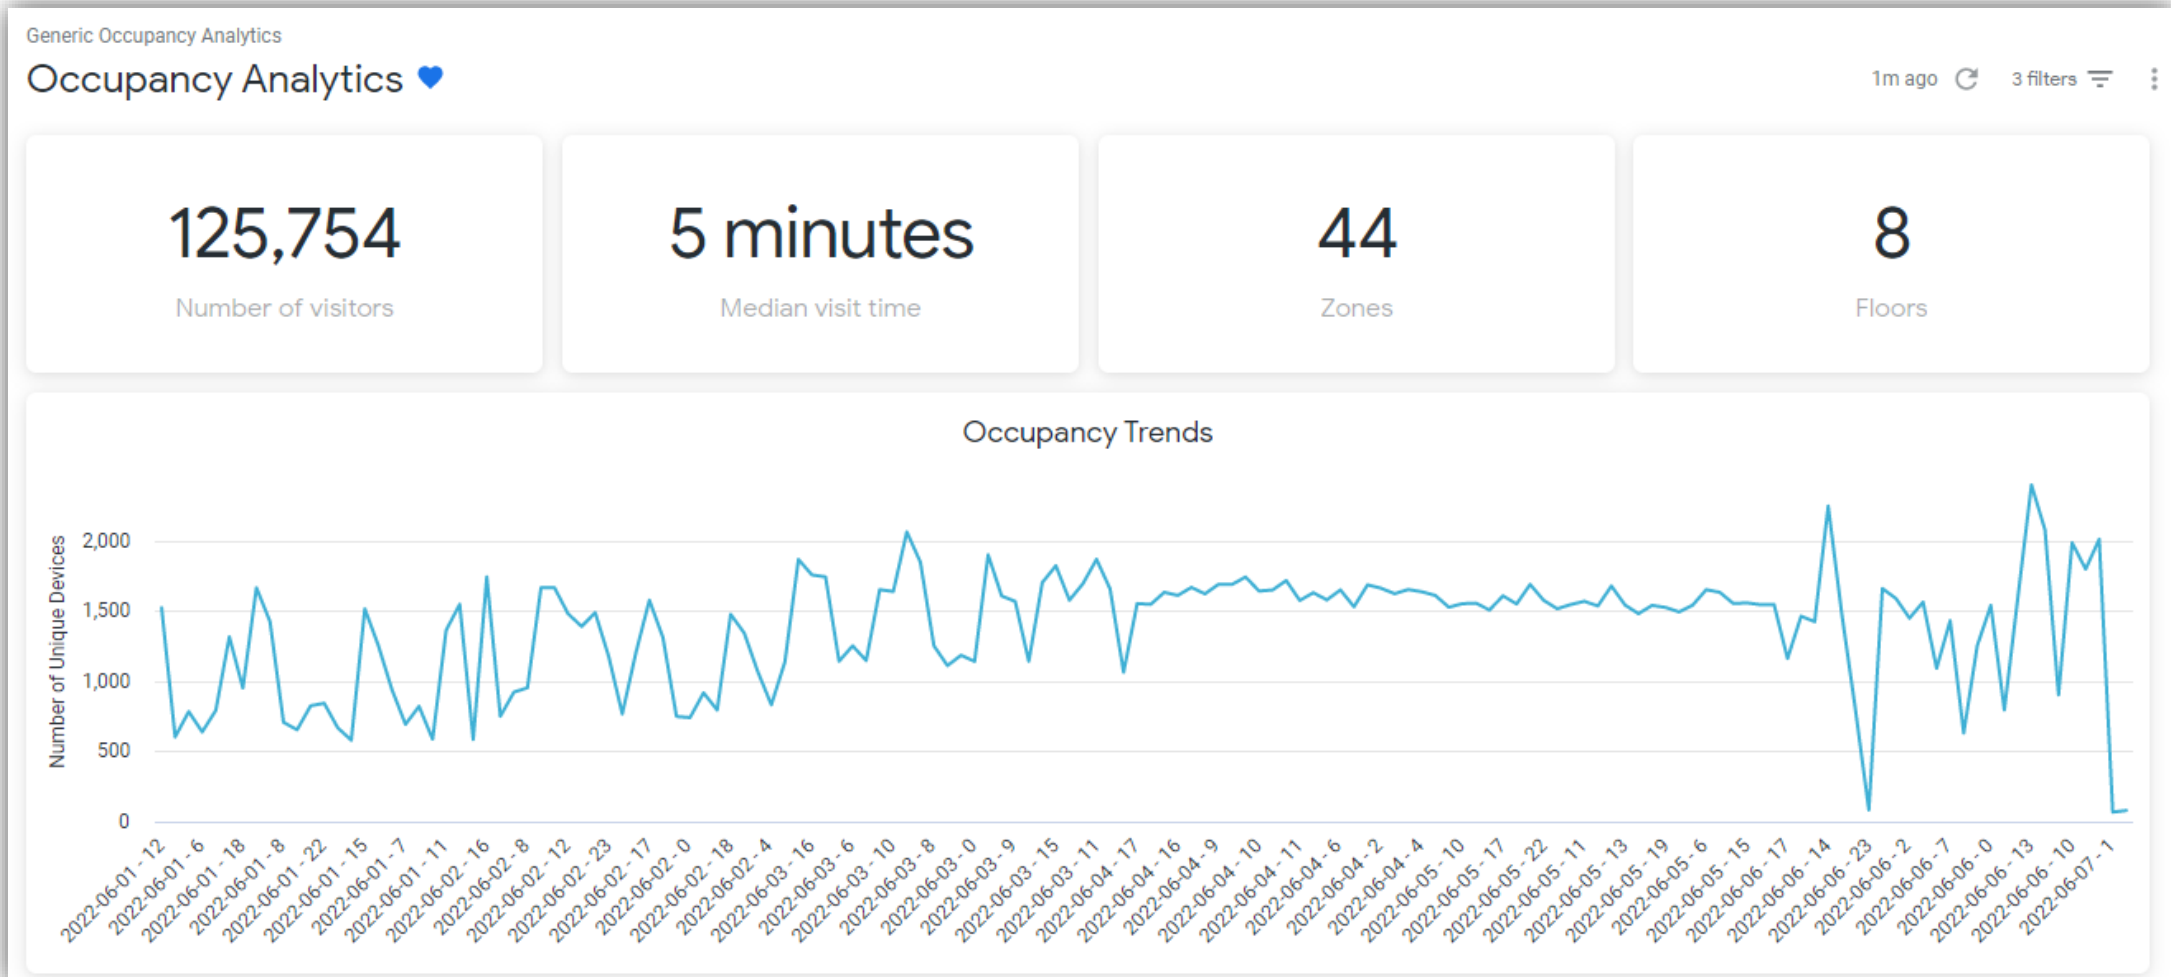 Generic Occupancy Analytics
Occupancy Analytics
1m ago 3 filters
125,754
Number of visitors
5 minutes
Median visit time
44
Zones
8
Floors
Occupancy Trends
Number of Unique Devices
2,000
1,500
1,000
500
0
2022-06-01 - 12
2022-06-01 - 6
2022-06-01 - 18
2022-06-01 - 8
2022-06-01 - 22
2022-06-01 - 15
2022-06-01 - 7
2022-06-01 - 11
2022-06-02 - 16
2022-06-02 - 8
2022-06-02 - 12
2022-06-02 - 23
2022-06-02 - 17
2022-06-02 - 0
2022-06-02 - 18
2022-06-02 - 4
2022-06-03 - 16
2022-06-03 - 6
2022-06-03 - 10
2022-06-03 - 8
2022-06-03 - 0
2022-06-03 - 9
2022-06-03 - 15
2022-06-03 - 11
2022-06-04 - 17
2022-06-04 - 16
2022-06-04 - 9
2022-06-04 - 10
2022-06-04 - 11
2022-06-04 - 6
2022-06-04 - 2
2022-06-04 - 4
2022-06-05 - 10
2022-06-05 - 17
2022-06-05 - 22
2022-06-05 - 11
2022-06-05 - 13
2022-06-05 - 19
2022-06-05 - 6
2022-06-05 - 15
2022-06-06 - 17
2022-06-06 - 14
2022-06-06 - 23
2022-06-06 - 2
2022-06-06 - 7
2022-06-06 - 0
2022-06-06 - 13
2022-06-06 - 10
2022-06-07 - 1